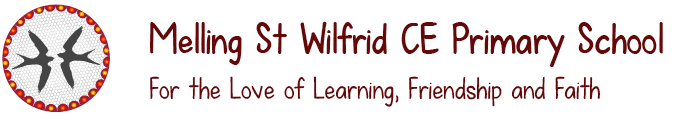 Melling St Wilfrid CE Primary School
For the Love of Learning, Friendship and Faith